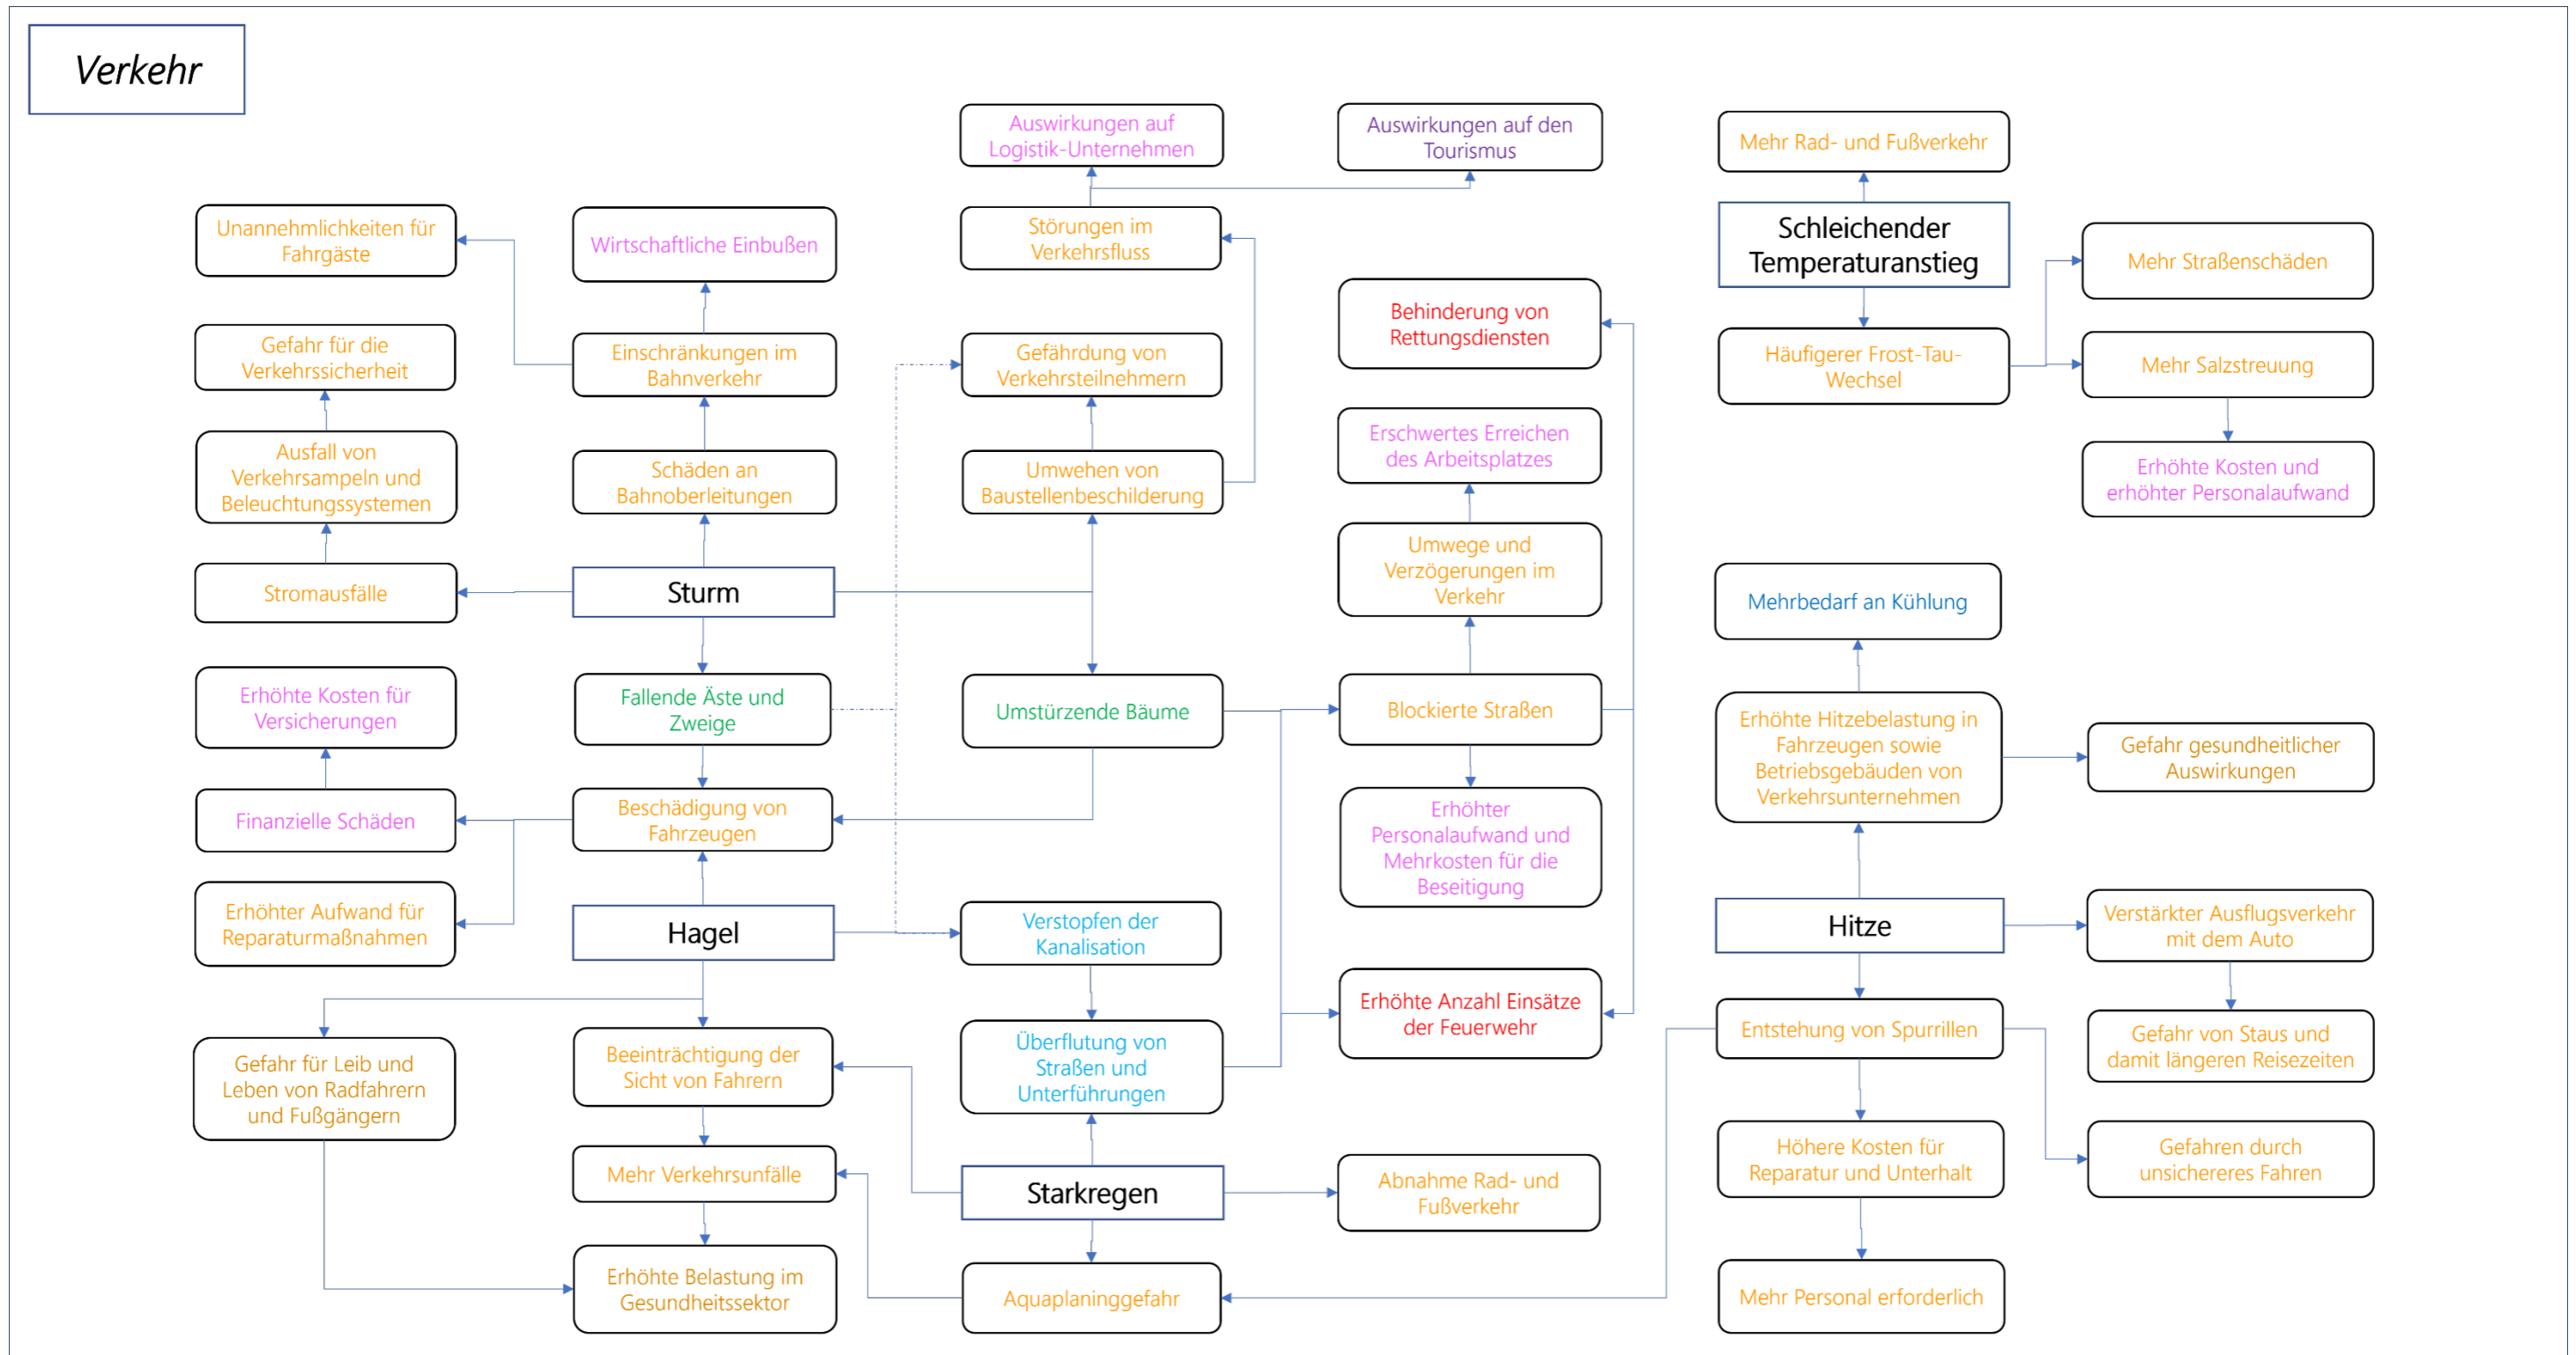 Verkehr
Auswirkungen auf
Logistik-Unternehmen
Auswirkungen auf den
Tourismus
Mehr Rad- und Fußverkehr
Unannehmlichkeiten für
Fahrgäste
Wirtschaftliche Einbußen
Störungen im
Verkehrsfluss
Schleichender
Temperaturanstieg
Mehr Straßenschäden
Behinderung von
Rettungsdiensten
Gefahr für die
Verkehrssicherheit
Einschränkungen im
Bahnverkehr
Gefährdung von
Verkehrsteilnehmern
Häufigerer Frost-Tau-
Wechsel
Mehr Salzstreuung
Ausfall von
Verkehrsampeln und
Beleuchtungssystemen
Schäden an
Bahnoberleitungen
Umwehen von
Baustellenbeschilderung
Erschwertes Erreichen
des Arbeitsplatzes
Erhöhte Kosten und
erhöhter Personalaufwand
Stromausfälle
Sturm
Umwege und
Verzögerungen im
Verkehr
Mehrbedarf an Kühlung
Erhöhte Kosten für
Versicherungen
Fallende Äste und
Zweige
Umstürzende Bäume
Blockierte Straßen
Erhöhte Hitzebelastung in
Fahrzeugen sowie
Betriebsgebäuden von
Verkehrsunternehmen
Gefahr gesundheitlicher
Auswirkungen
Finanzielle Schäden
Beschädigung von
Fahrzeugen
Erhöhter
Personalaufwand und
Mehrkosten für die
Beseitigung
Erhöhter Aufwand für
Reparaturmaßnahmen
Hagel
Verstopfen der
Kanalisation
Hitze
Verstärkter Ausflugsverkehr
mit dem Auto
Erhöhte Anzahl Einsätze
der Feuerwehr
Entstehung von Spurrillen
Gefahr von Staus und
damit längeren Reisezeiten
Gefahr für Leib und
Leben von Radfahrern
und Fußgängern
Beeinträchtigung der
Sicht von Fahrern
Überflutung von
Straßen und
Unterführungen
Mehr Verkehrsunfälle
Starkregen
Abnahme Rad- und
Fußverkehr
Höhere Kosten für
Reparatur und Unterhalt
Gefahren durch
unsichereres Fahren
Erhöhte Belastung im
Gesundheitssektor
Aquaplaninggefahr
Mehr Personal erforderlich